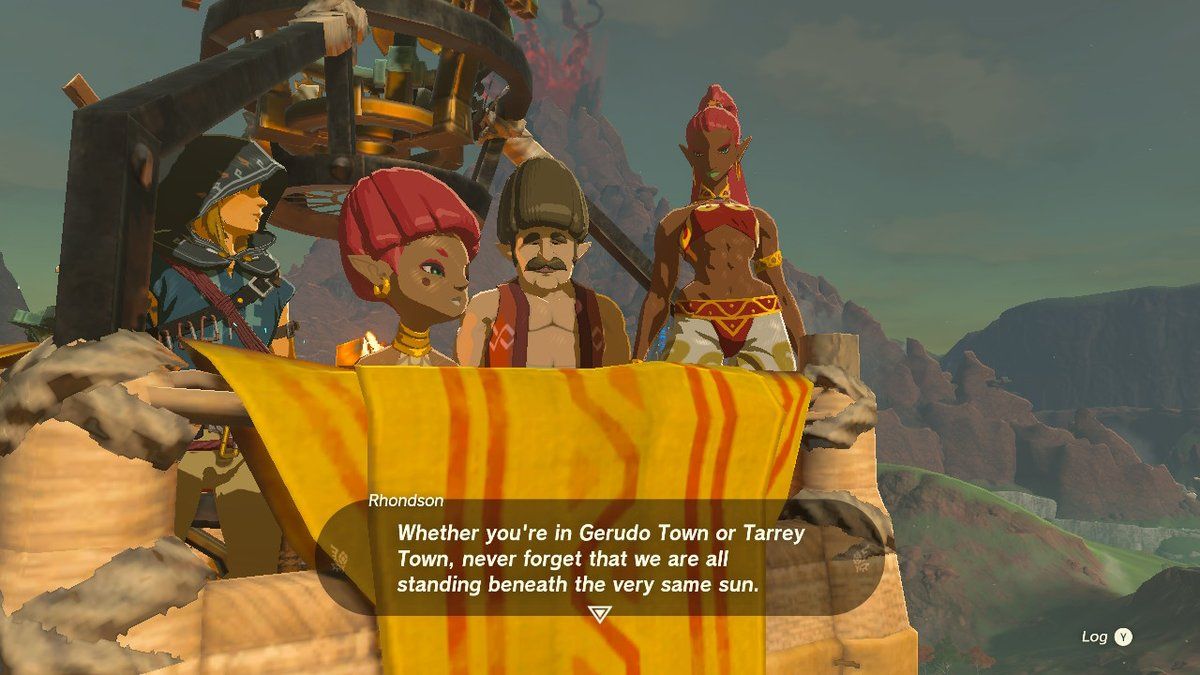 Rhondson
Whether you're in Gerudo Town or Tarrey
Town, never forget that we are all
standing beneath the very same sun.
Log Y